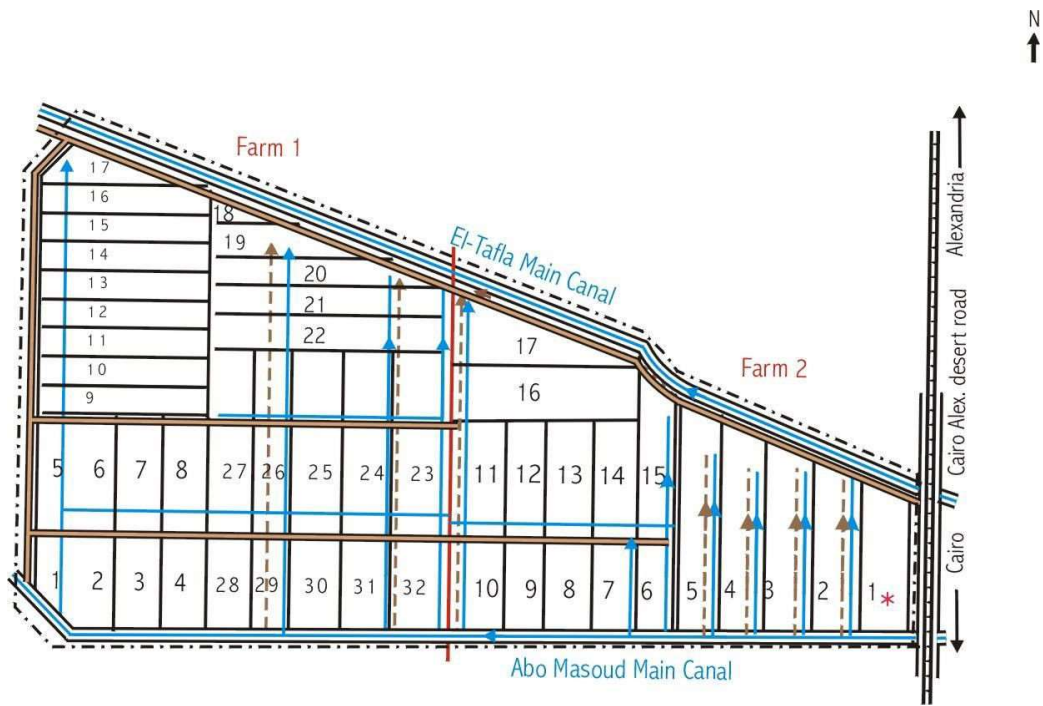 N
Farm 1
El-Tafla Main Canal
Farm 2
Alexandria
Cairo Alex. desert road
Cairo
17
16
15
14
13
12
11
10
9
18
19
20
21
22
17
16
5 6 7 8 27 26 25 24 23 11 12 13 14 15
1 2 3 4 28 29 30 31 32 10 9 8 7 6 5 4 3 2 1*
Abo Masoud Main Canal